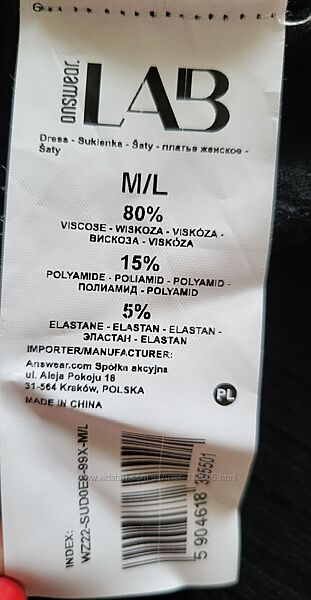 answear.
LAB
Dress - Sukienka - Šaty - платье женское -
Šaty
M/L
80%
VISCOSE - WISKOZA - VISKÓZA -
ВИСКОЗА - VISKÓZA
15%
POLYAMIDE - POLIAMID - POLYAMID -
ПОЛИАМИД - POLYAMID
5%
ELASTANE - ELASTAN - ELASTAN -
ЭЛАСТАН - ELASTAN
IMPORTER/MANUFACTURER:
Answear.com Spółka akcyjna
ul. Aleja Pokoju 18
31-564 Kraków, POLSKA
MADE IN CHINA
PL
INDEX:
WZ22-SUD0E8-99X-M/L
5 904618 396501